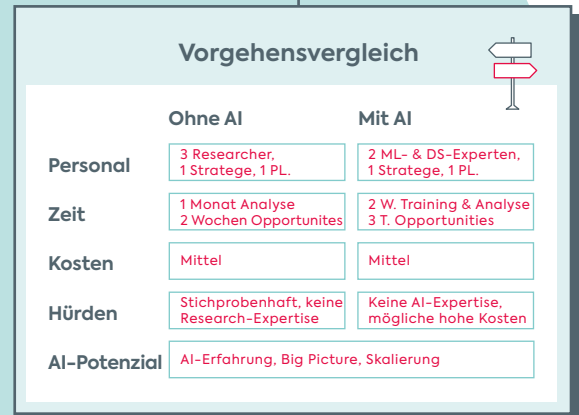 Vorgehensvergleich
Ohne AI
Mit AI
Personal
3 Researcher,
1 Stratege, 1 PL.
2 ML- & DS-Experten,
1 Stratege, 1 PL.
Zeit
1 Monat Analyse
2 Wochen Opportunites
2 W. Training & Analyse
3 T. Opportunities
Kosten
Mittel
Mittel
Hürden
Stichprobenhaft, keine
Research-Expertise
Keine AI-Expertise,
mögliche hohe Kosten
AI-Potenzial
AI-Erfahrung, Big Picture, Skalierung